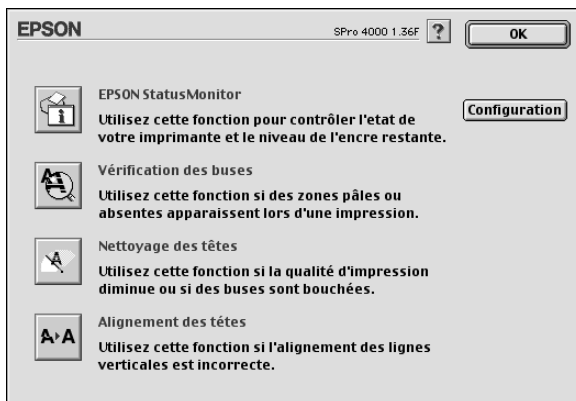 EPSON SPro 4000 1.36F ? OK
EPSON StatusMonitor
Utilisez cette fonction pour contrôler l'etat de
votre imprimante et le niveau de l'encre restante.
Configuration
Vérification des buses
Utilisez cette fonction si des zones pâles ou
absentes apparaissent lors d'une impression.
Nettoyage des têtes
Utilisez cette fonction si la qualité d'impression
diminue ou si des buses sont bouchées.
A▸A
Alignement des tétes
Utilisez cette fonction si l'alignement des lignes
verticales est incorrecte.